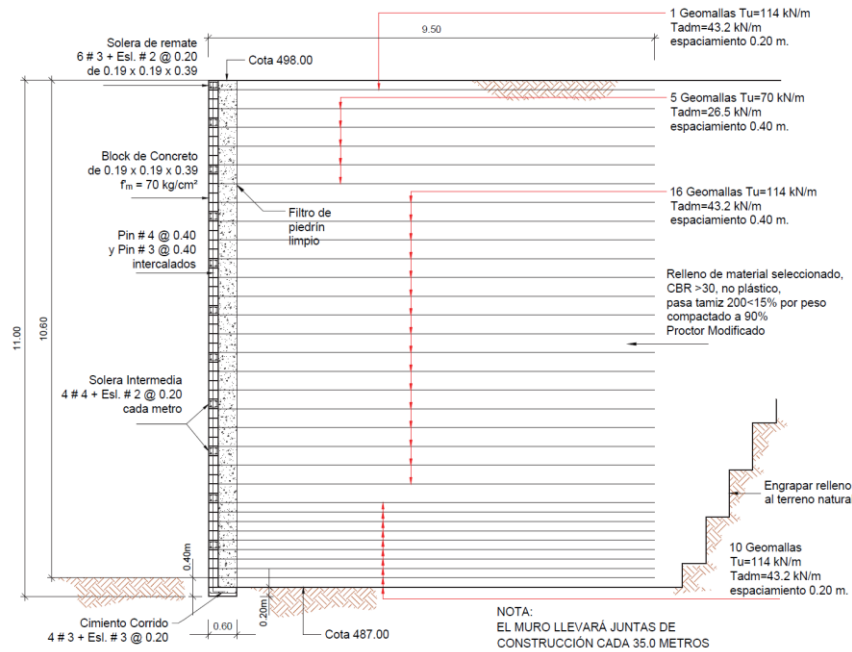 1 Geomallas Tu=114 kN/m
Tadm=43.2 kN/m
espaciamiento 0.20 m.
Solera de remate
6 # 3 + Esl. # 2 @ 0.20
de 0.19 x 0.19 x 0.39
9.50
Cota 498.00
5 Geomallas Tu=70 kN/m
Tadm=26.5 kN/m
espaciamiento 0.40 m.
Block de Concreto
de 0.19 x 0.19 x 0.39
f'm = 70 kg/cm²
16 Geomallas Tu=114 kN/m
Tadm=43.2 kN/m
espaciamiento 0.40 m.
Filtro de
piedrín
limpio
Pin # 4 @ 0.40
y Pin # 3 @ 0.40
intercalados
Relleno de material seleccionado,
CBR >30, no plástico,
pasa tamiz 200<15% por peso
compactado a 90%
Proctor Modificado
11.00
10.60
Solera Intermedia
4 # 4 + Esl. # 2 @ 0.20
cada metro
Engrapar relleno
al terreno natural
10 Geomallas
Tu=114 kN/m
Tadm=43.2 kN/m
espaciamiento 0.20 m.
0.40m
0.20m
Cimiento Corrido
4 # 3 + Esl. # 3 @ 0.20
0.60
Cota 487.00
NOTA:
EL MURO LLEVARÁ JUNTAS DE
CONSTRUCCIÓN CADA 35.0 METROS